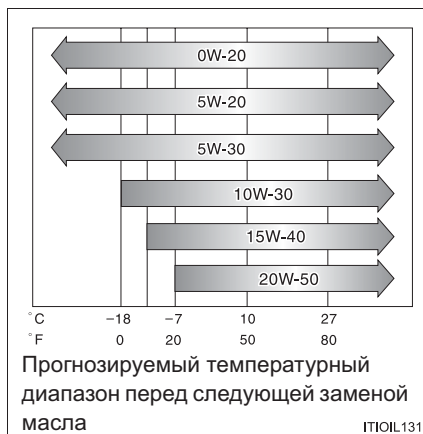 0W-20
5W-20
5W-30
10W-30
15W-40
20W-50
°C -18 -7 10 27
°F 0 20 50 80
Прогнозируемый температурный
диапазон перед следующей заменой
масла
ITIOIL131